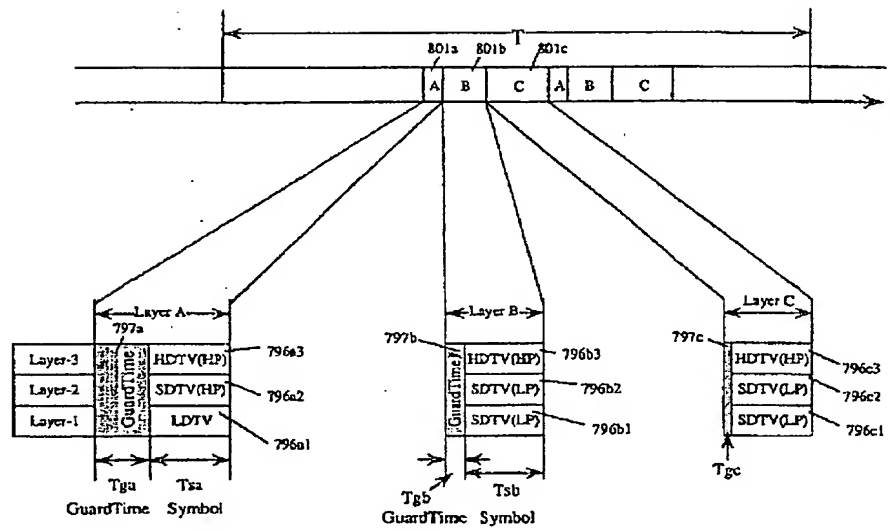 T
801a 801b 801c
A B C A B C
Layer A Layer B Layer C
797a 797b 797c
Layer-3 GuardTime HDTV(HP) 796a3 GuardTime HDTV(HP) 796b3 HDTV(HP) 796c3
Layer-2 SDTV(HP) 796a2 SDTV(LP) 796b2 SDTV(LP) 796c2
Layer-1 LDTV 796a1 SDTV(LP) 796b1 SDTV(LP) 796c1
Tga Tsa Tgb Tsb Tgc
GuardTime Symbol GuardTime Symbol